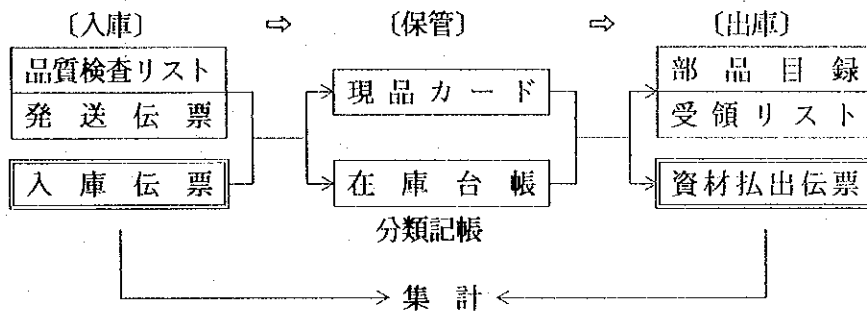 〔入庫〕 ⇨ 〔保管〕 ⇨ 〔出庫〕
品質検査リスト
発送伝票
入庫伝票
現品カード
在庫台帳
分類記帳
部品目録
受領リスト
資材払出伝票
集計